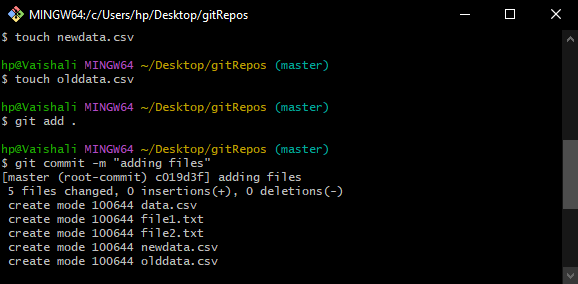 MINGW64:/c/Users/hp/Desktop/gitRepos
$ touch newdata.csv
hp@Vaishali MINGW64 ~/Desktop/gitRepos (master)
$ touch olddata.csv
hp@Vaishali MINGW64 ~/Desktop/gitRepos (master)
$ git add .
hp@Vaishali MINGW64 ~/Desktop/gitRepos (master)
$ git commit -m "adding files"
[master (root-commit) c019d3f] adding files
 5 files changed, 0 insertions(+), 0 deletions(-)
 create mode 100644 data.csv
 create mode 100644 file1.txt
 create mode 100644 file2.txt
 create mode 100644 newdata.csv
 create mode 100644 olddata.csv